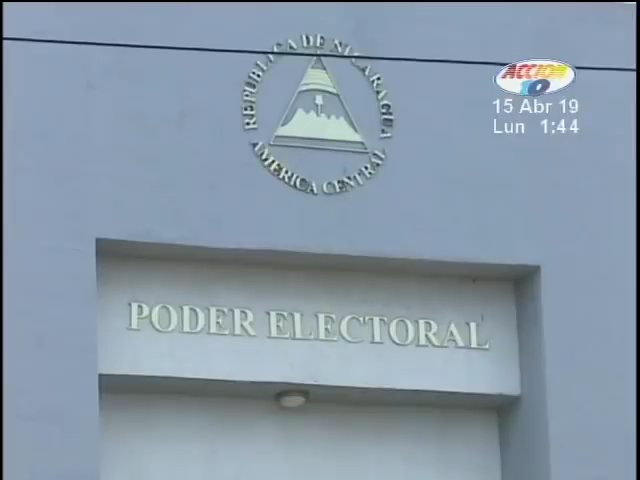 REPUBLICA DE NICARAGUA
AMERICA CENTRAL
ACCION
10
15 Abr 19
Lun 1:44
PODER ELECTORAL